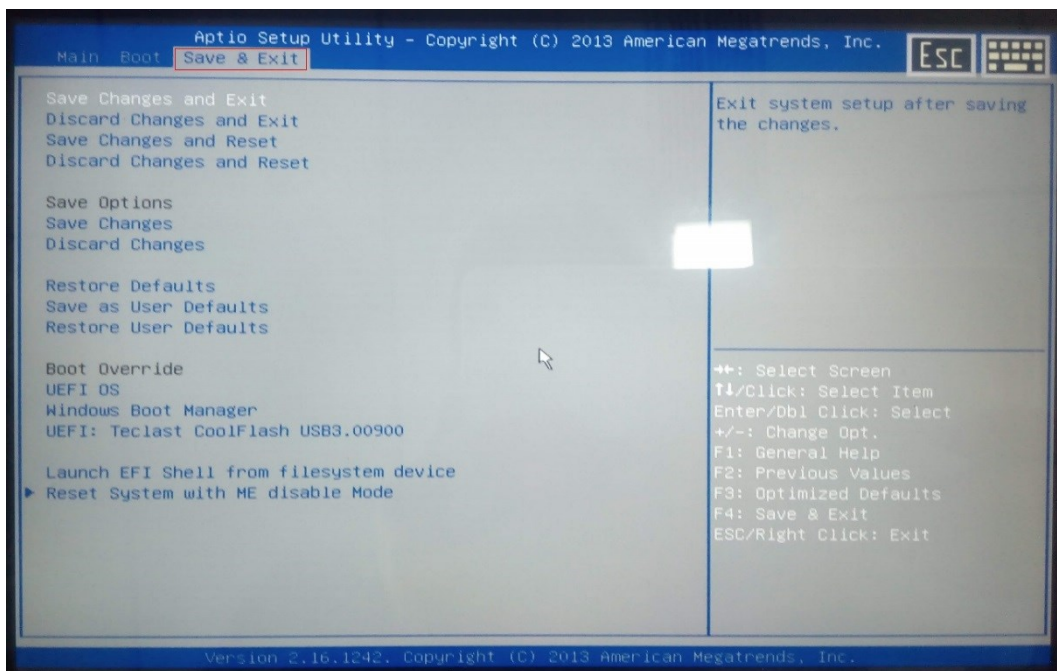 Aptio Setup Utility – Copyright (C) 2013 American Megatrends, Inc.
Main Boot Save & Exit
Esc
Save Changes and Exit
Discard Changes and Exit
Save Changes and Reset
Discard Changes and Reset
Save Options
Save Changes
Discard Changes
Restore Defaults
Save as User Defaults
Restore User Defaults
Boot Override
UEFI OS
Windows Boot Manager
UEFI: Teclast CoolFlash USB3.00900
Launch EFI Shell from filesystem device
▶ Reset System with ME disable Mode
Exit system setup after saving
the changes.
→←: Select Screen
↑↓/Click: Select Item
Enter/Dbl Click: Select
+/-: Change Opt.
F1: General Help
F2: Previous Values
F3: Optimized Defaults
F4: Save & Exit
ESC/Right Click: Exit
Version 2.16.1242. Copyright (C) 2013 American Megatrends, Inc.